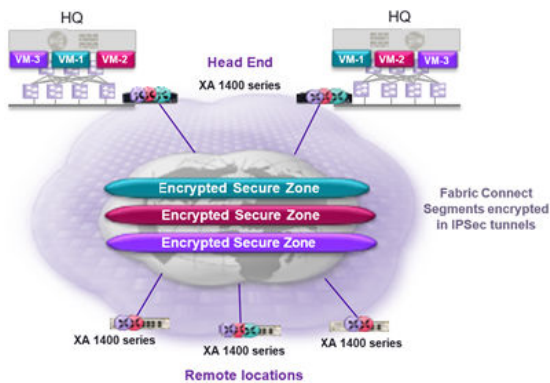 HQ
HQ
VM-3 VM-1 VM-2
Head End
VM-1 VM-2 VM-3
XA 1400 series
Encrypted Secure Zone
Encrypted Secure Zone
Encrypted Secure Zone
Fabric Connect
Segments encrypted
in IPSec tunnels
XA 1400 series
XA 1400 series
XA 1400 series
Remote locations